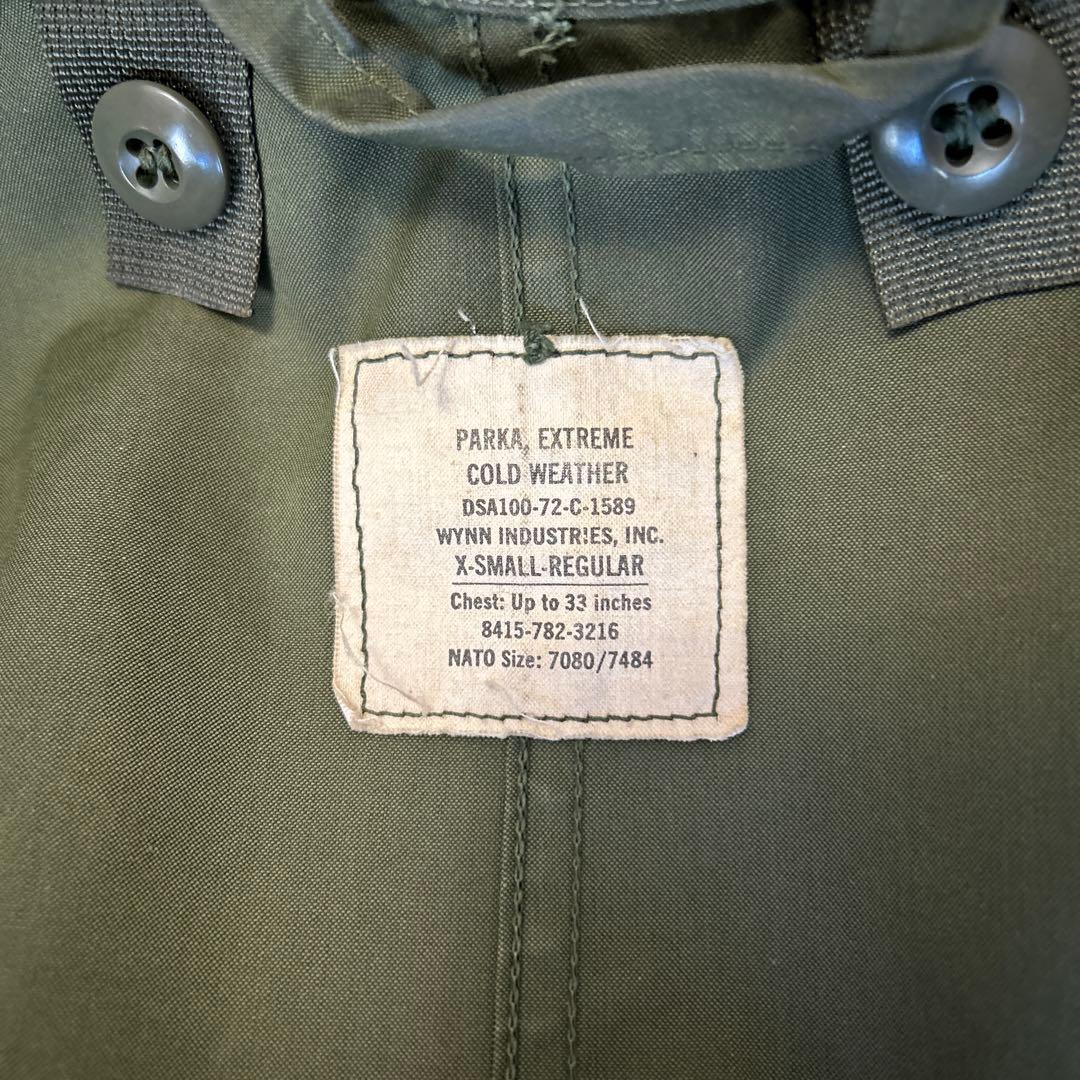 PARKA, EXTREME
COLD WEATHER
DSA100-72-C-1589
WYNN INDUSTRIES, INC.
X-SMALL-REGULAR
Chest: Up to 33 inches
8415-782-3216
NATO Size: 7080/7484